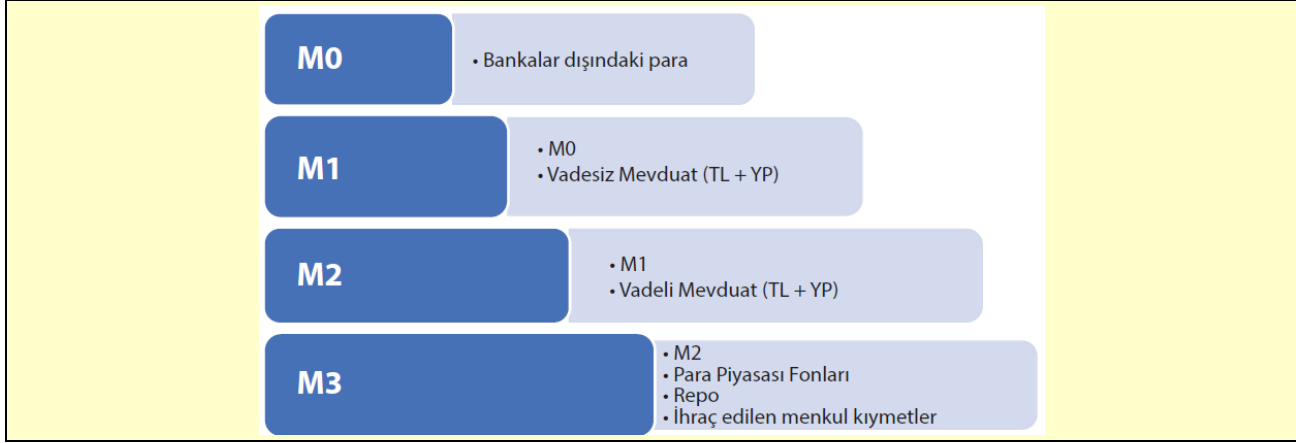 M0
• Bankalar dışındaki para
M1
• M0
• Vadesiz Mevduat (TL + YP)
M2
• M1
• Vadeli Mevduat (TL + YP)
M3
• M2
• Para Piyasası Fonları
• Repo
• İhraç edilen menkul kıymetler